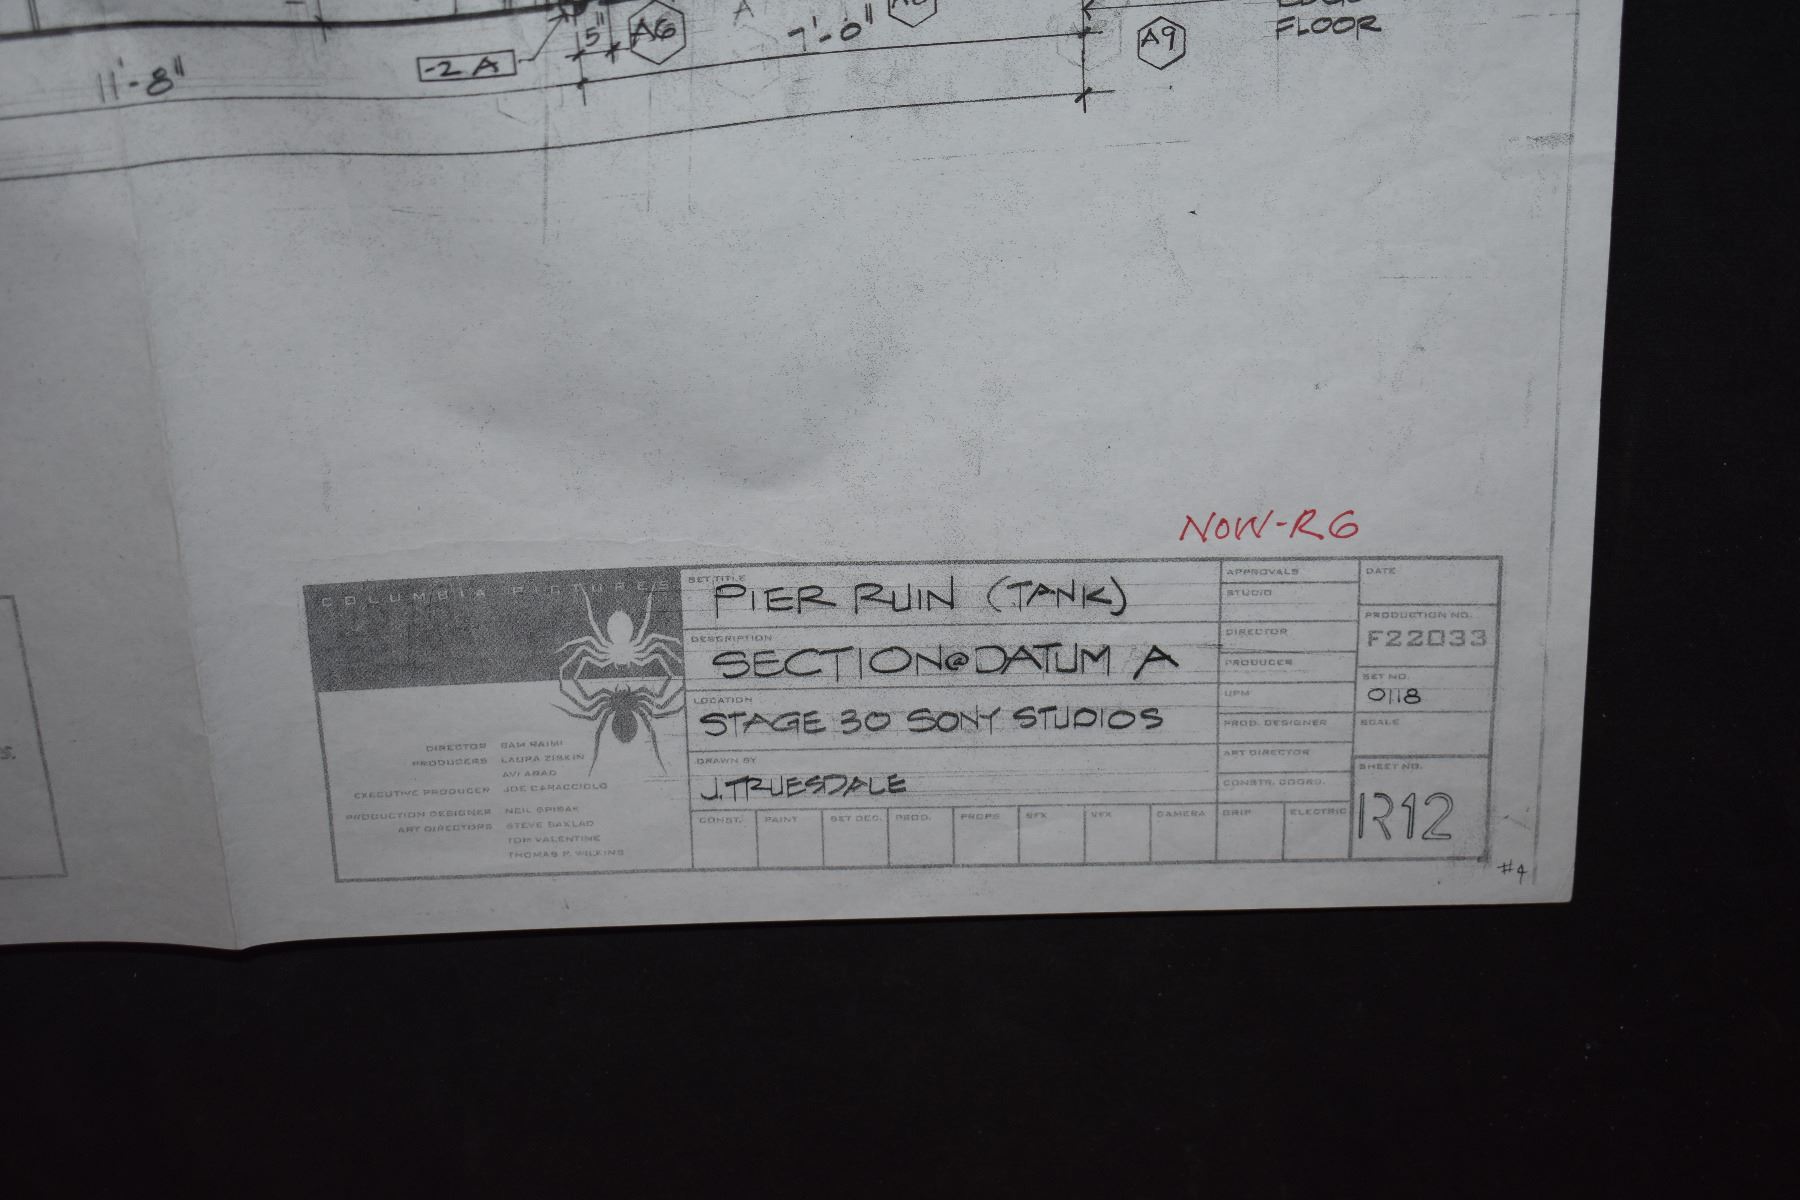 EDGE
FLOOR
5" A6 A 7'-0" A9
-2 A
11'-8"
NOW-R6
COLUMBIA PICTURES
DIRECTOR SAM RAIMI
PRODUCERS LAURA ZISKIN
AVI ARAD
EXECUTIVE PRODUCER JOE CARACCIOLO
PRODUCTION DESIGNER NEIL SPISAK
ART DIRECTORS STEVE SAKLAD
TOM VALENTINE
THOMAS P. WILKINS
SET TITLE
PIER RUIN (TANK)
DESCRIPTION
SECTION@DATUM A
LOCATION
STAGE 30 SONY STUDIOS
DRAWN BY
J. TRUESDALE
CONST. PAINT SET DEC. PROD. PROPS SFX VFX CAMERA GRIP ELECTRIC
APPROVALS
STUDIO
DIRECTOR
PRODUCER
UPM
PROD. DESIGNER
ART DIRECTOR
CONSTR. COORD.
DATE
PRODUCTION NO.
F22033
SET NO.
0118
SCALE
SHEET NO.
R12
#4
S.